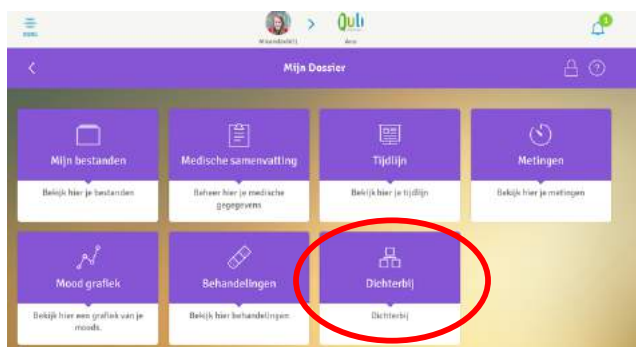 1
Quli
Mijn Dossier
Mijn bestanden
Medische samenvatting
Tijdlijn
Metingen
Bekijk hier je bestanden
Beheer hier je medische
gegegevens
Bekijk hier je tijdlijn
Bekijk hier je metingen
Mood grafiek
Behandelingen
Dichterbij
Bekijk hier een grafiek van je
moods.
Bekijk hier behandelingen
Dichterbij